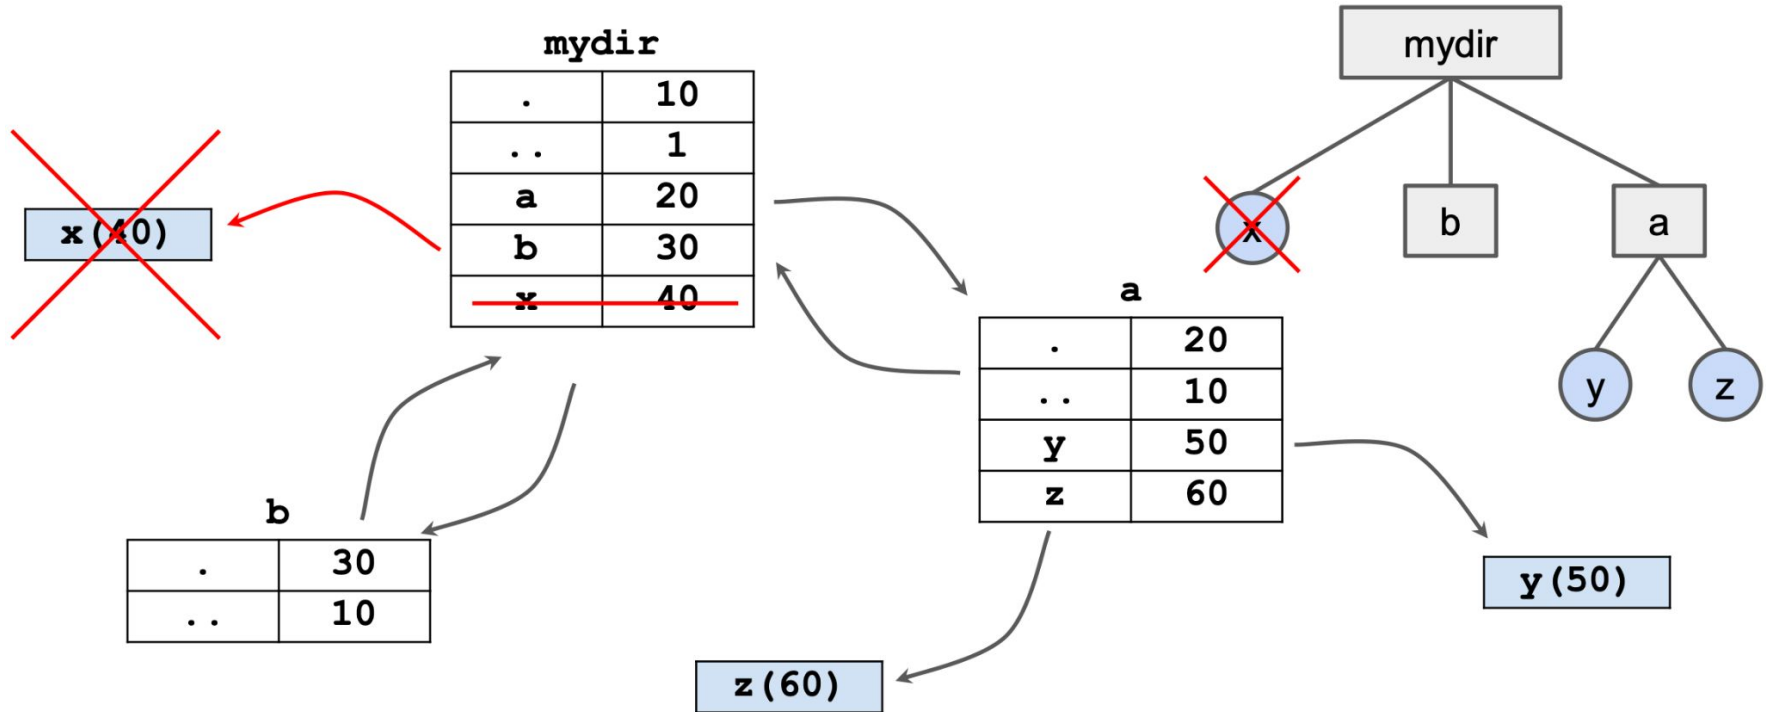 mydir
. 10
.. 1
a 20
b 30
x 40
x(40)
b
. 30
.. 10
a
. 20
.. 10
y 50
z 60
y(50)
z(60)
mydir
x b a
y z